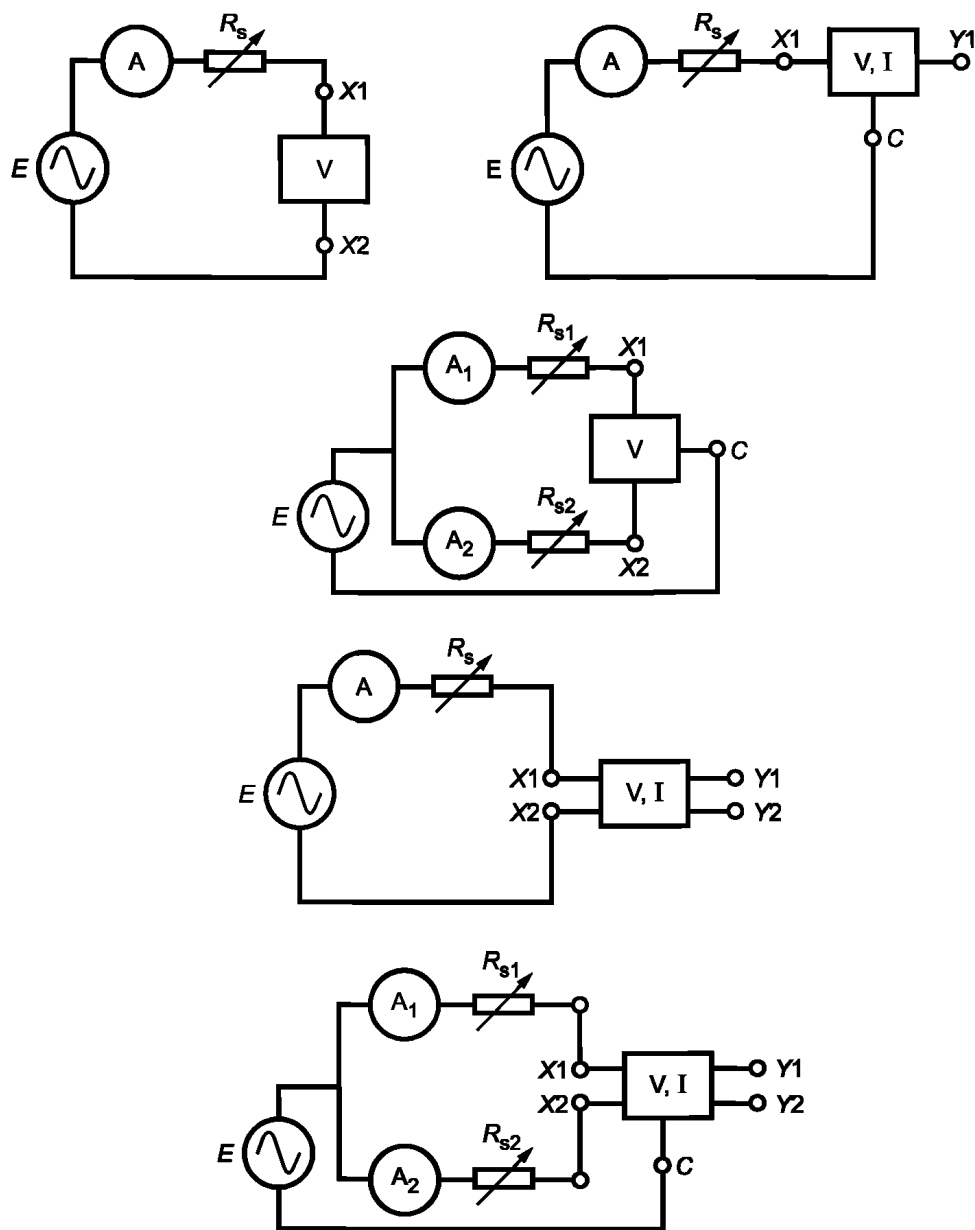 Rs
A
X1
E
V
X2
Rs
A
X1
V, I
Y1
E
C
Rs1
A1
X1
V
C
E
Rs2
A2
X2
Rs
A
E
X1
V, I
Y1
X2
Y2
Rs1
A1
X1
V, I
Y1
X2
Y2
E
Rs2
A2
C